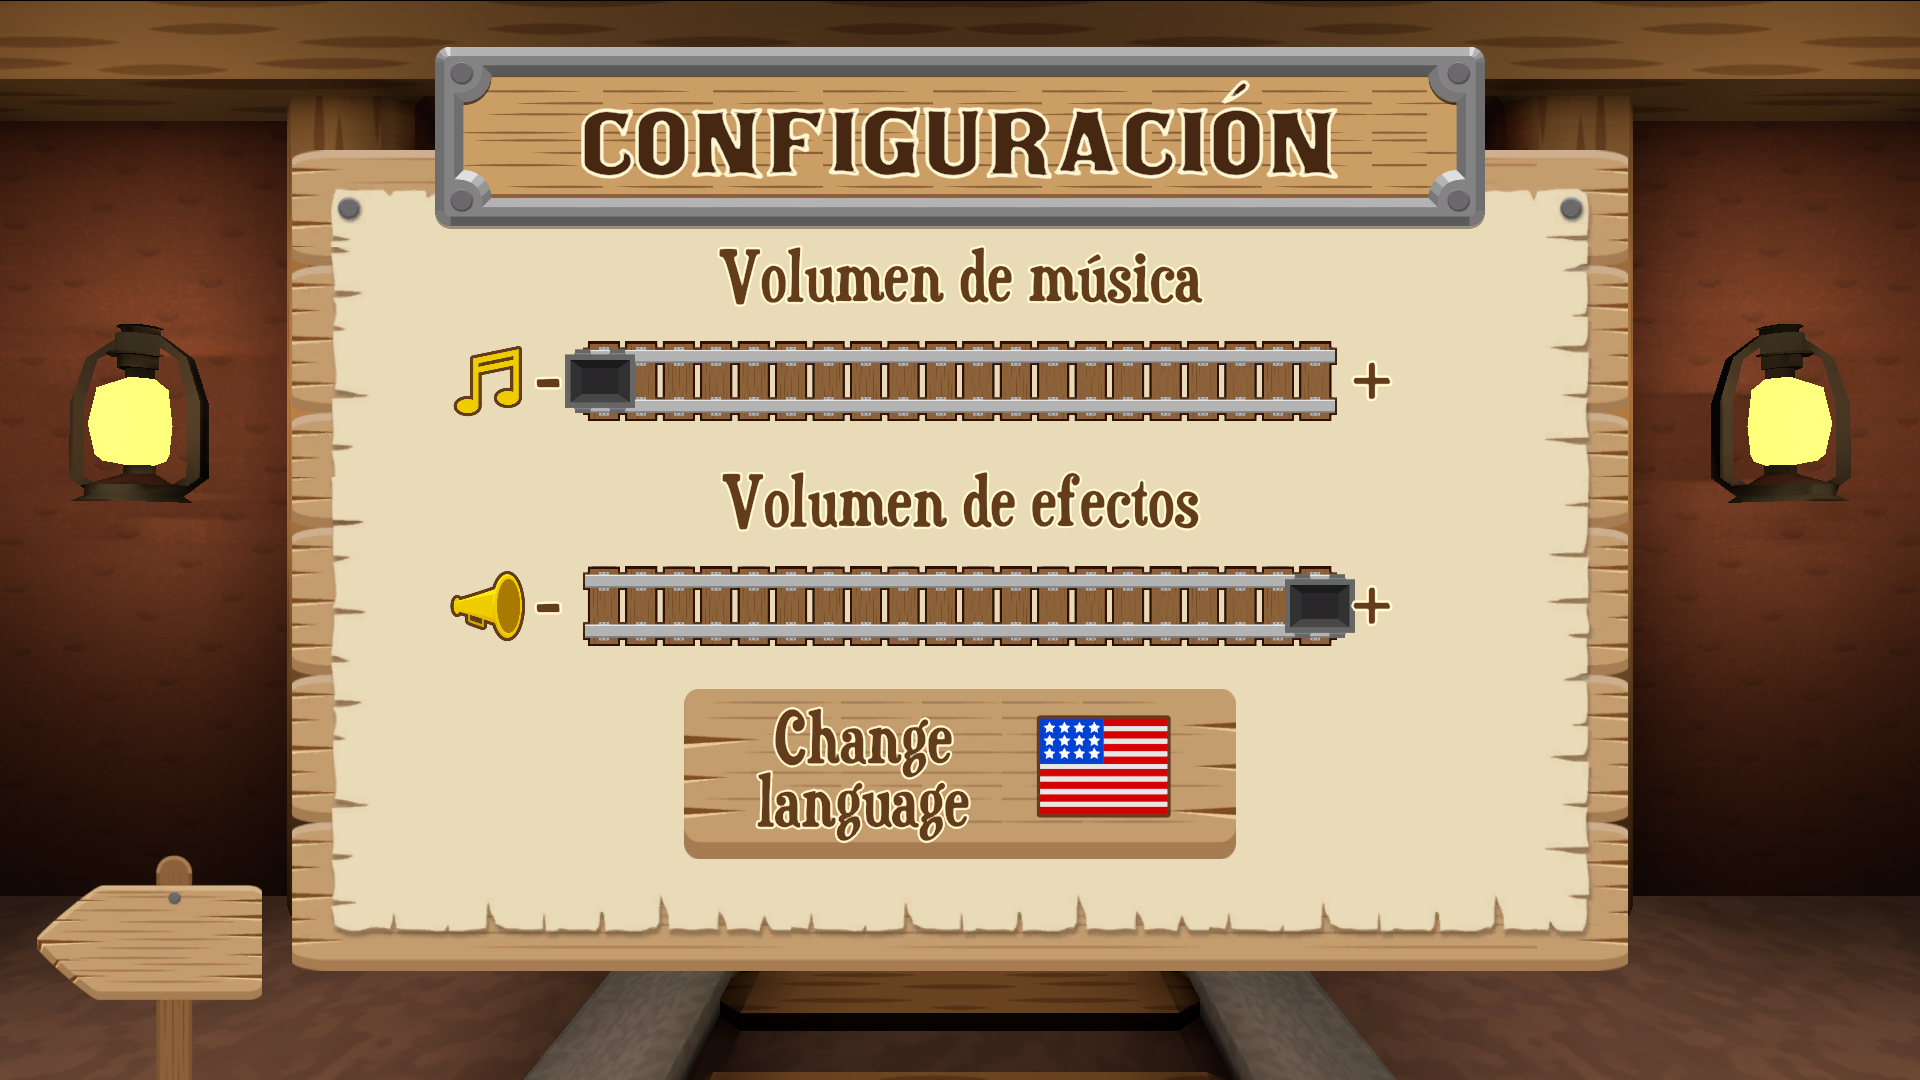 CONFIGURACIÓN
Volumen de música
-
+
Volumen de efectos
-
+
Change
language